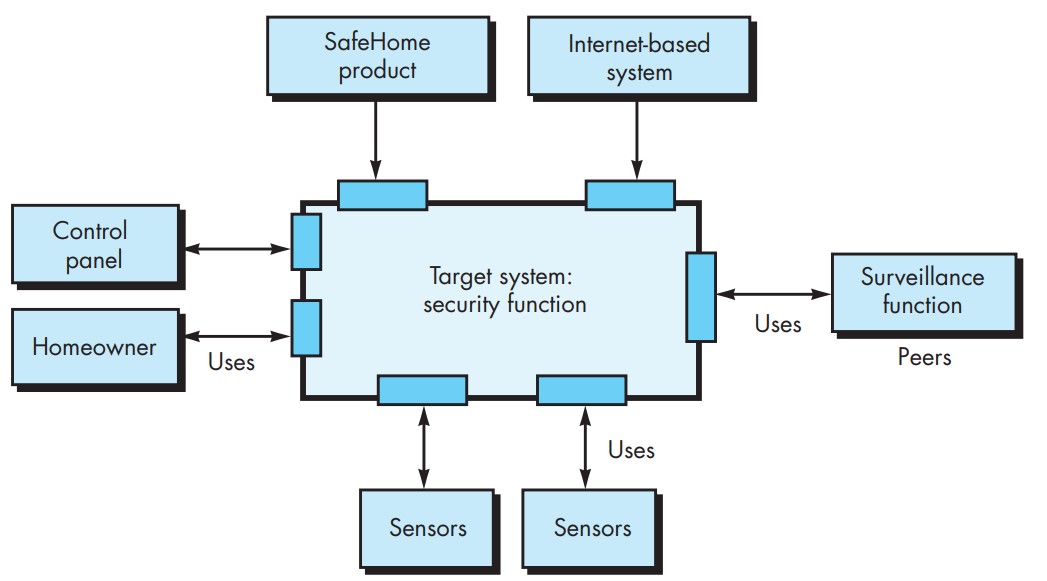 SafeHome
product
Internet-based
system
Control
panel
Target system:
security function
Surveillance
function
Uses
Homeowner
Uses
Peers
Uses
Sensors
Sensors